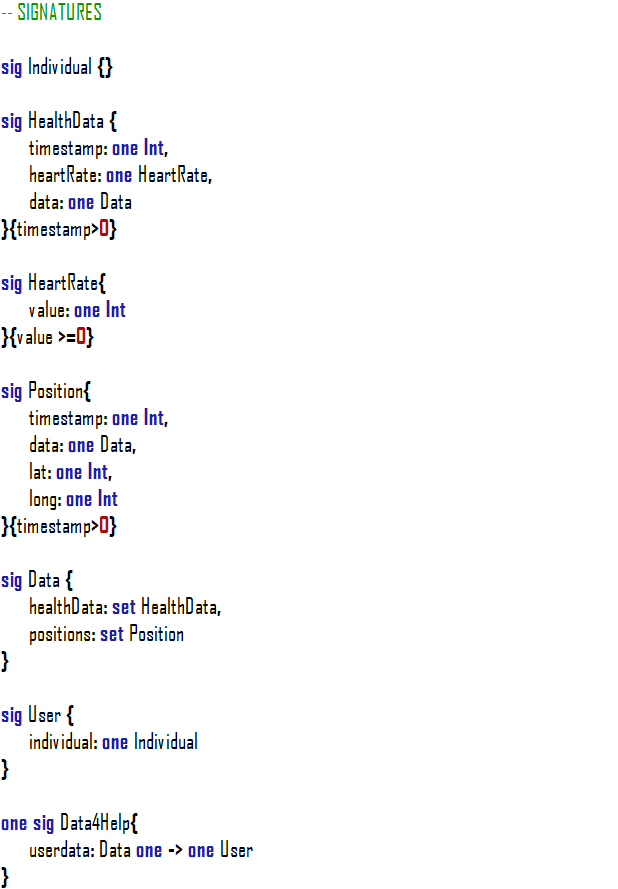 -- SIGNATURES
sig Individual {}
sig HealthData {
timestamp: one Int,
heartRate: one HeartRate,
data: one Data
}{timestamp>0}
sig HeartRate{
value: one Int
}{value >=0}
sig Position{
timestamp: one Int,
data: one Data,
lat: one Int,
long: one Int
}{timestamp>0}
sig Data {
healthData: set HealthData,
positions: set Position
}
sig User {
individual: one Individual
}
one sig Data4Help{
userdata: Data one -> one User
}